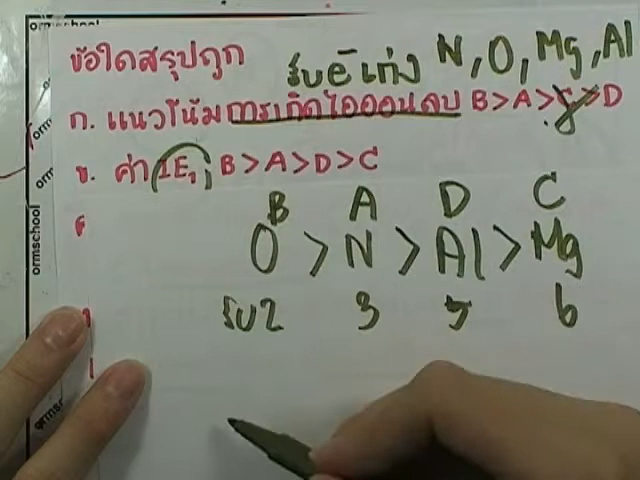 ormschool
ข้อใดสรุปถูก รับe⁻เก่ง N, O, Mg, Al
ก. แนวโน้มการเกิดไอออนลบ B>A>C>D
ข. ค่า IE₁ ; B>A>D>C
ormschool
B A D C
O > N > Al > Mg
รับ2 3 5 6